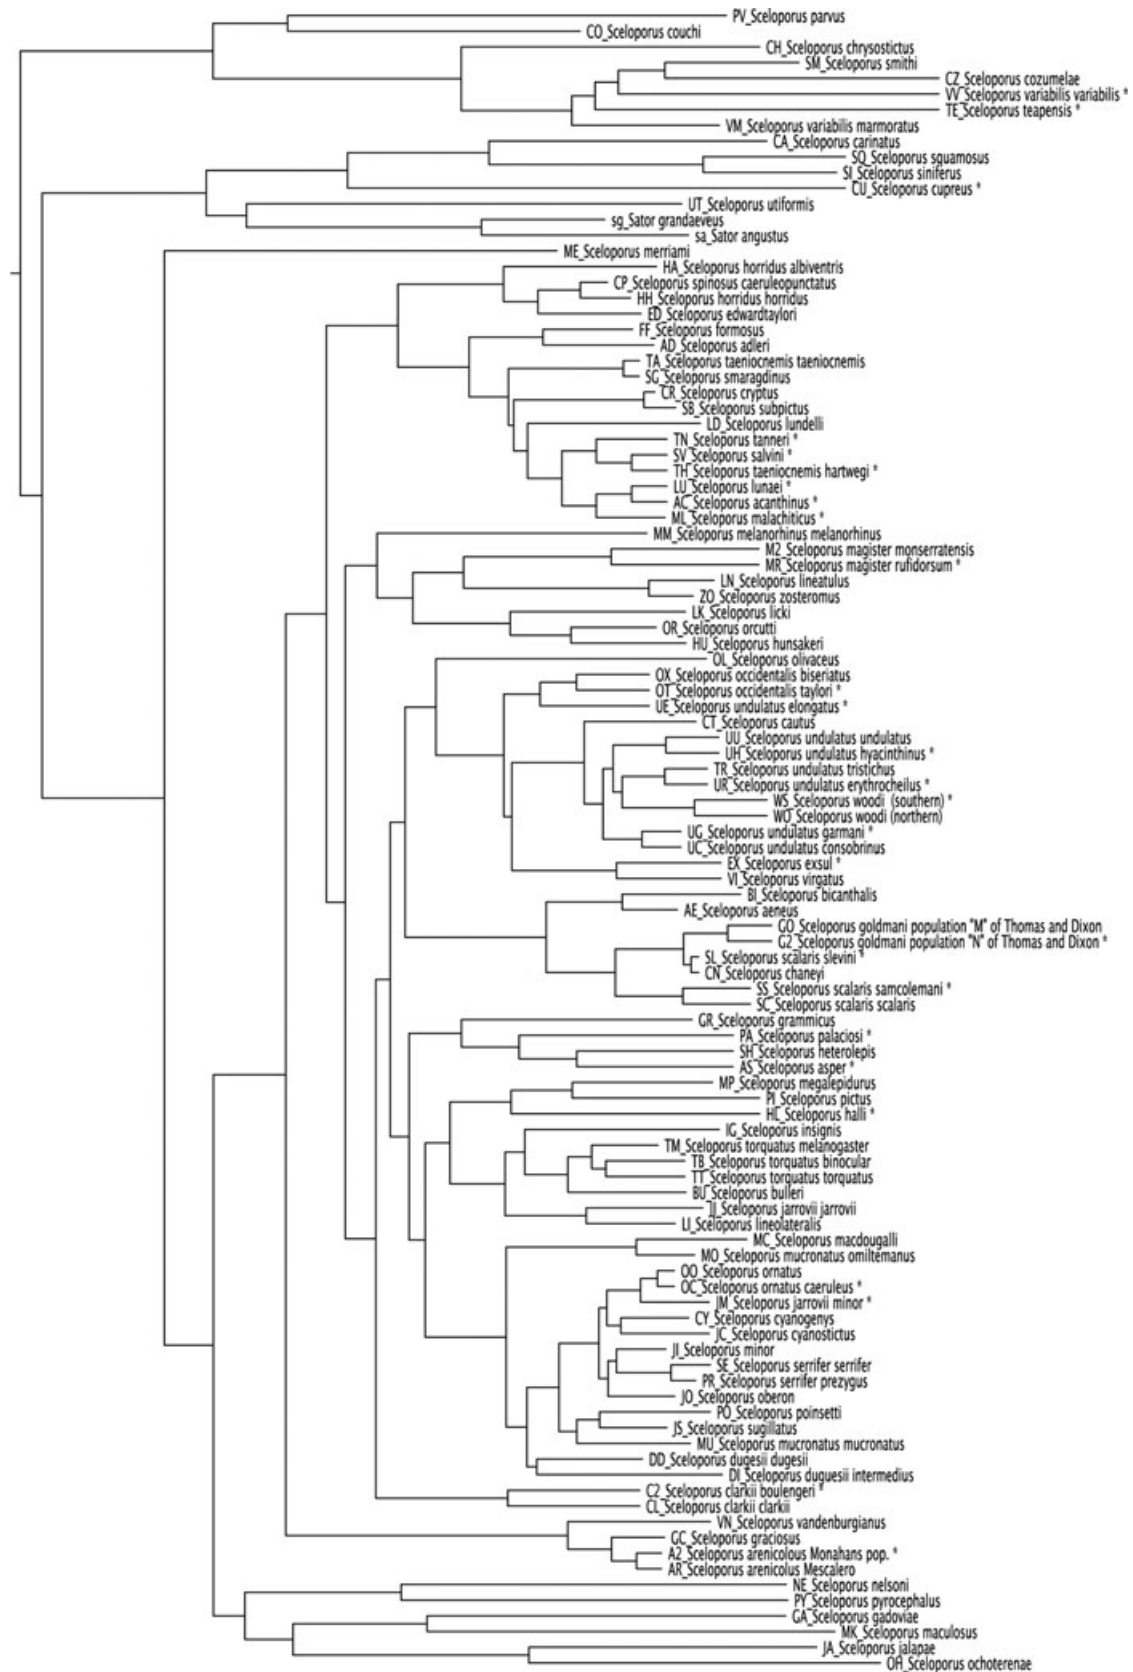 PV_Sceloporus parvus
CO_Sceloporus couchi
CH_Sceloporus chrysostictus
SM_Sceloporus smithi
CZ_Sceloporus cozumelae
VV_Sceloporus variabilis variabilis *
TE_Sceloporus teapensis *
VM_Sceloporus variabilis marmoratus
CA_Sceloporus carinatus
SQ_Sceloporus squamosus
SI_Sceloporus siniferus
CU_Sceloporus cupreus *
UT_Sceloporus utiformis
sg_Sator grandaeveus
sa_Sator angustus
ME_Sceloporus merriami
HA_Sceloporus horridus albiventris
CP_Sceloporus spinosus caeruleopunctatus
HH_Sceloporus horridus horridus
ED_Sceloporus edwardtaylori
FF_Sceloporus formosus
AD_Sceloporus adleri
TA_Sceloporus taeniocnemis taeniocnemis
SG_Sceloporus smaragdinus
CR_Sceloporus cryptus
SB_Sceloporus subpictus
LD_Sceloporus lundelli
TN_Sceloporus tanneri *
SV_Sceloporus salvini *
TH_Sceloporus taeniocnemis hartwegi *
LU_Sceloporus lunaei *
AC_Sceloporus acanthinus *
ML_Sceloporus malachiticus *
MM_Sceloporus melanorhinus melanorhinus
M2_Sceloporus magister monserratensis
MR_Sceloporus magister rufidorsum *
LN_Sceloporus lineatulus
ZO_Sceloporus zosteromus
LK_Sceloporus licki
OR_Sceloporus orcutti
HU_Sceloporus hunsakeri
OL_Sceloporus olivaceus
OX_Sceloporus occidentalis biseriatus
OT_Sceloporus occidentalis taylori *
UE_Sceloporus undulatus elongatus *
CT_Sceloporus cautus
UU_Sceloporus undulatus undulatus
UH_Sceloporus undulatus hyacinthinus *
TR_Sceloporus undulatus tristichus
UR_Sceloporus undulatus erythrocheilus *
WS_Sceloporus woodi (southern) *
WO_Sceloporus woodi (northern)
UG_Sceloporus undulatus garmani *
UC_Sceloporus undulatus consobrinus
EX_Sceloporus exsul *
VI_Sceloporus virgatus
BI_Sceloporus bicanthalis
AE_Sceloporus aeneus
GO_Sceloporus goldmani population "M" of Thomas and Dixon
G2_Sceloporus goldmani population "N" of Thomas and Dixon *
SL_Sceloporus scalaris slevini *
CN_Sceloporus chaneyi
SS_Sceloporus scalaris samcolemani *
SC_Sceloporus scalaris scalaris
GR_Sceloporus grammicus
PA_Sceloporus palaciosi *
SH_Sceloporus heterolepis
AS_Sceloporus asper *
MP_Sceloporus megalepidurus
PI_Sceloporus pictus
HL_Sceloporus halli *
IG_Sceloporus insignis
TM_Sceloporus torquatus melanogaster
TB_Sceloporus torquatus binocular
TT_Sceloporus torquatus torquatus
BU_Sceloporus bulleri
JJ_Sceloporus jarrovii jarrovii
LI_Sceloporus lineolateralis
MC_Sceloporus macdougalli
MO_Sceloporus mucronatus omiltemanus
OO_Sceloporus ornatus
OC_Sceloporus ornatus caeruleus *
JM_Sceloporus jarrovii minor *
CY_Sceloporus cyanogenys
JC_Sceloporus cyanostictus
JI_Sceloporus minor
SE_Sceloporus serrifer serrifer
PR_Sceloporus serrifer prezygus
JO_Sceloporus oberon
PO_Sceloporus poinsetti
JS_Sceloporus sugillatus
MU_Sceloporus mucronatus mucronatus
DD_Sceloporus dugesii dugesii
DI_Sceloporus duguesii intermedius
C2_Sceloporus clarkii boulengeri *
CL_Sceloporus clarkii clarkii
VN_Sceloporus vandenburgianus
GC_Sceloporus graciosus
A2_Sceloporus arenicolous Monahans pop. *
AR_Sceloporus arenicolus Mescalero
NE_Sceloporus nelsoni
PY_Sceloporus pyrocephalus
GA_Sceloporus gadoviae
MK_Sceloporus maculosus
JA_Sceloporus jalapae
OH_Sceloporus ochoterenae